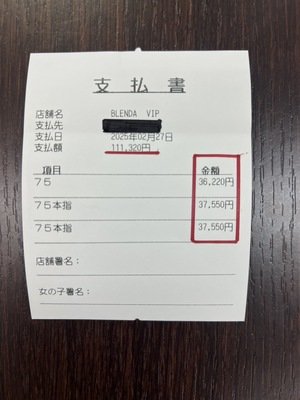 支払書
店舗名 BLENDA VIP
支払先
支払日 2025年02月27日
支払額 111,320円
項目 金額
75 36,220円
75本指 37,550円
75本指 37,550円
店舗署名：
女の子署名：